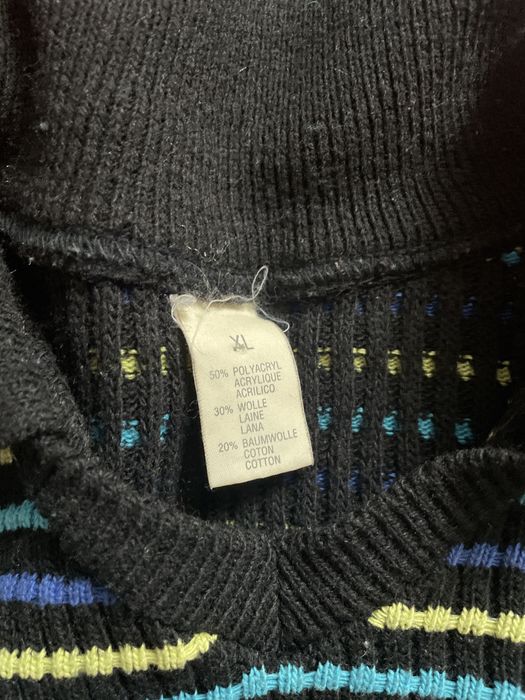 XL
50% POLYACRYL
ACRYLIQUE
ACRILICO
30% WOLLE
LAINE
LANA
20% BAUMWOLLE
COTON
COTTON